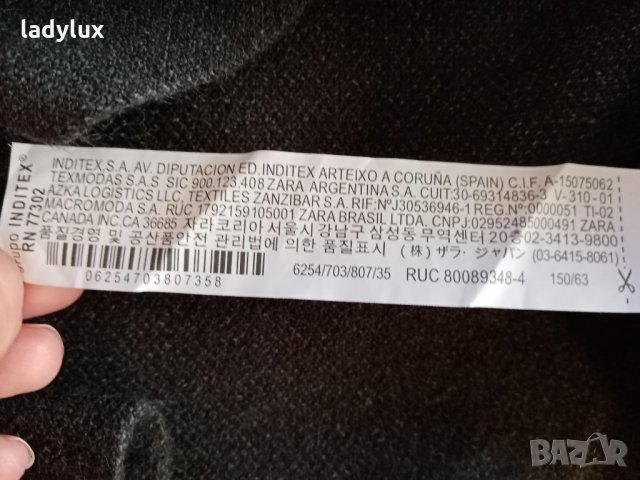 ladylux
grupo INDITEX®
RN 77302
INDITEX.S.A. AV. DIPUTACION ED.INDITEX ARTEIXO A CORUÑA (SPAIN) C.I.F. A-15075062
TEXMODAS S.A.S SIC 900.123.408 ZARA ARGENTINA S.A. CUIT.30-69314836-3 V-310-01
AZKA LOGISTICS LLC, TEXTILES ZANZIBAR S.A. RIF:NºJ30536946-1 REG.Nº:0000051 TI-02
MACROMODA S.A. RUC 1792159105001 ZARA BRASIL LTDA. CNPJ:02952485000491 ZARA
CANADA INC.CA 36685 자라코리아서울시강남구 삼성동무역센터 20층02-3413-9800
품질경영 및 공산품안전 관리법에 의한 품질표시 (株) ザラ・ジャパン (03-6415-8061)
06254703807358
6254/703/807/35 RUC 80089348-4 150/63
BAZAR